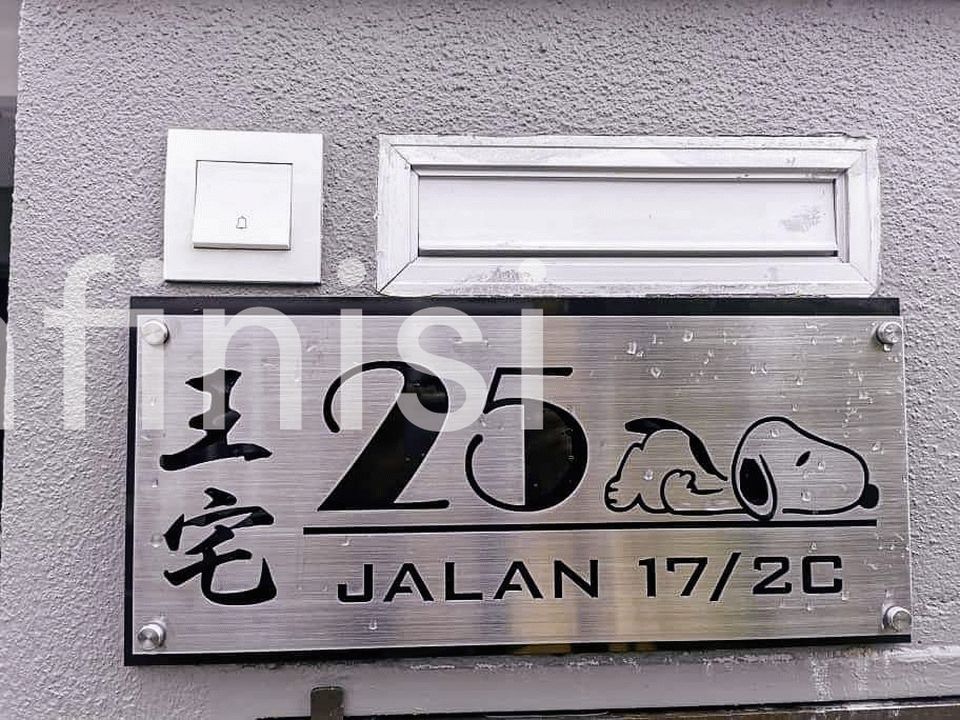 finisi
王宅
25
JALAN 17/2C